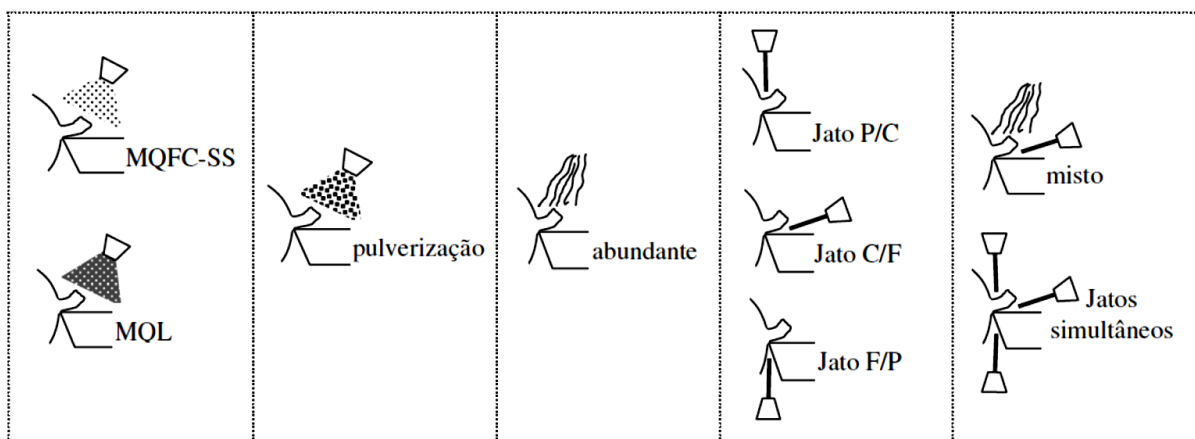 MQFC-SS
MQL
pulverização
abundante
Jato P/C
Jato C/F
Jato F/P
misto
Jatos
simultâneos